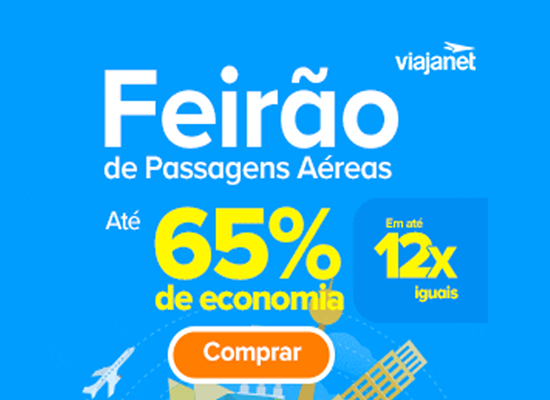 viajanet
Feirão
de Passagens Aéreas
Até
65%
de economia
Em até
12x
iguais
Comprar